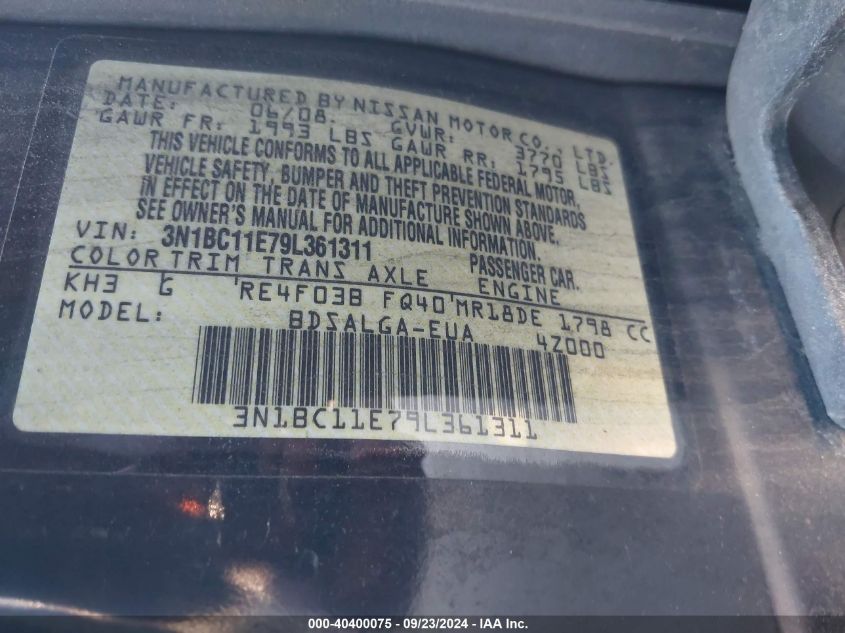 MANUFACTURED BY NISSAN MOTOR CO., LTD.
DATE: 06/08. GVWR: 3770 LBS
GAWR FR: 1993 LBS GAWR RR: 1795 LBS
THIS VEHICLE CONFORMS TO ALL APPLICABLE FEDERAL MOTOR
VEHICLE SAFETY, BUMPER AND THEFT PREVENTION STANDARDS
IN EFFECT ON THE DATE OF MANUFACTURE SHOWN ABOVE.
SEE OWNER'S MANUAL FOR ADDITIONAL INFORMATION.
VIN: 3N1BC11E79L361311 PASSENGER CAR.
COLOR TRIM TRANS AXLE ENGINE
KH3 G RE4F03B FQ40 MR18DE 1798 CC
MODEL: BDSALGA-EUA 4Z000
3N1BC11E79L361311
000-40400075 - 09/23/2024 - IAA Inc.